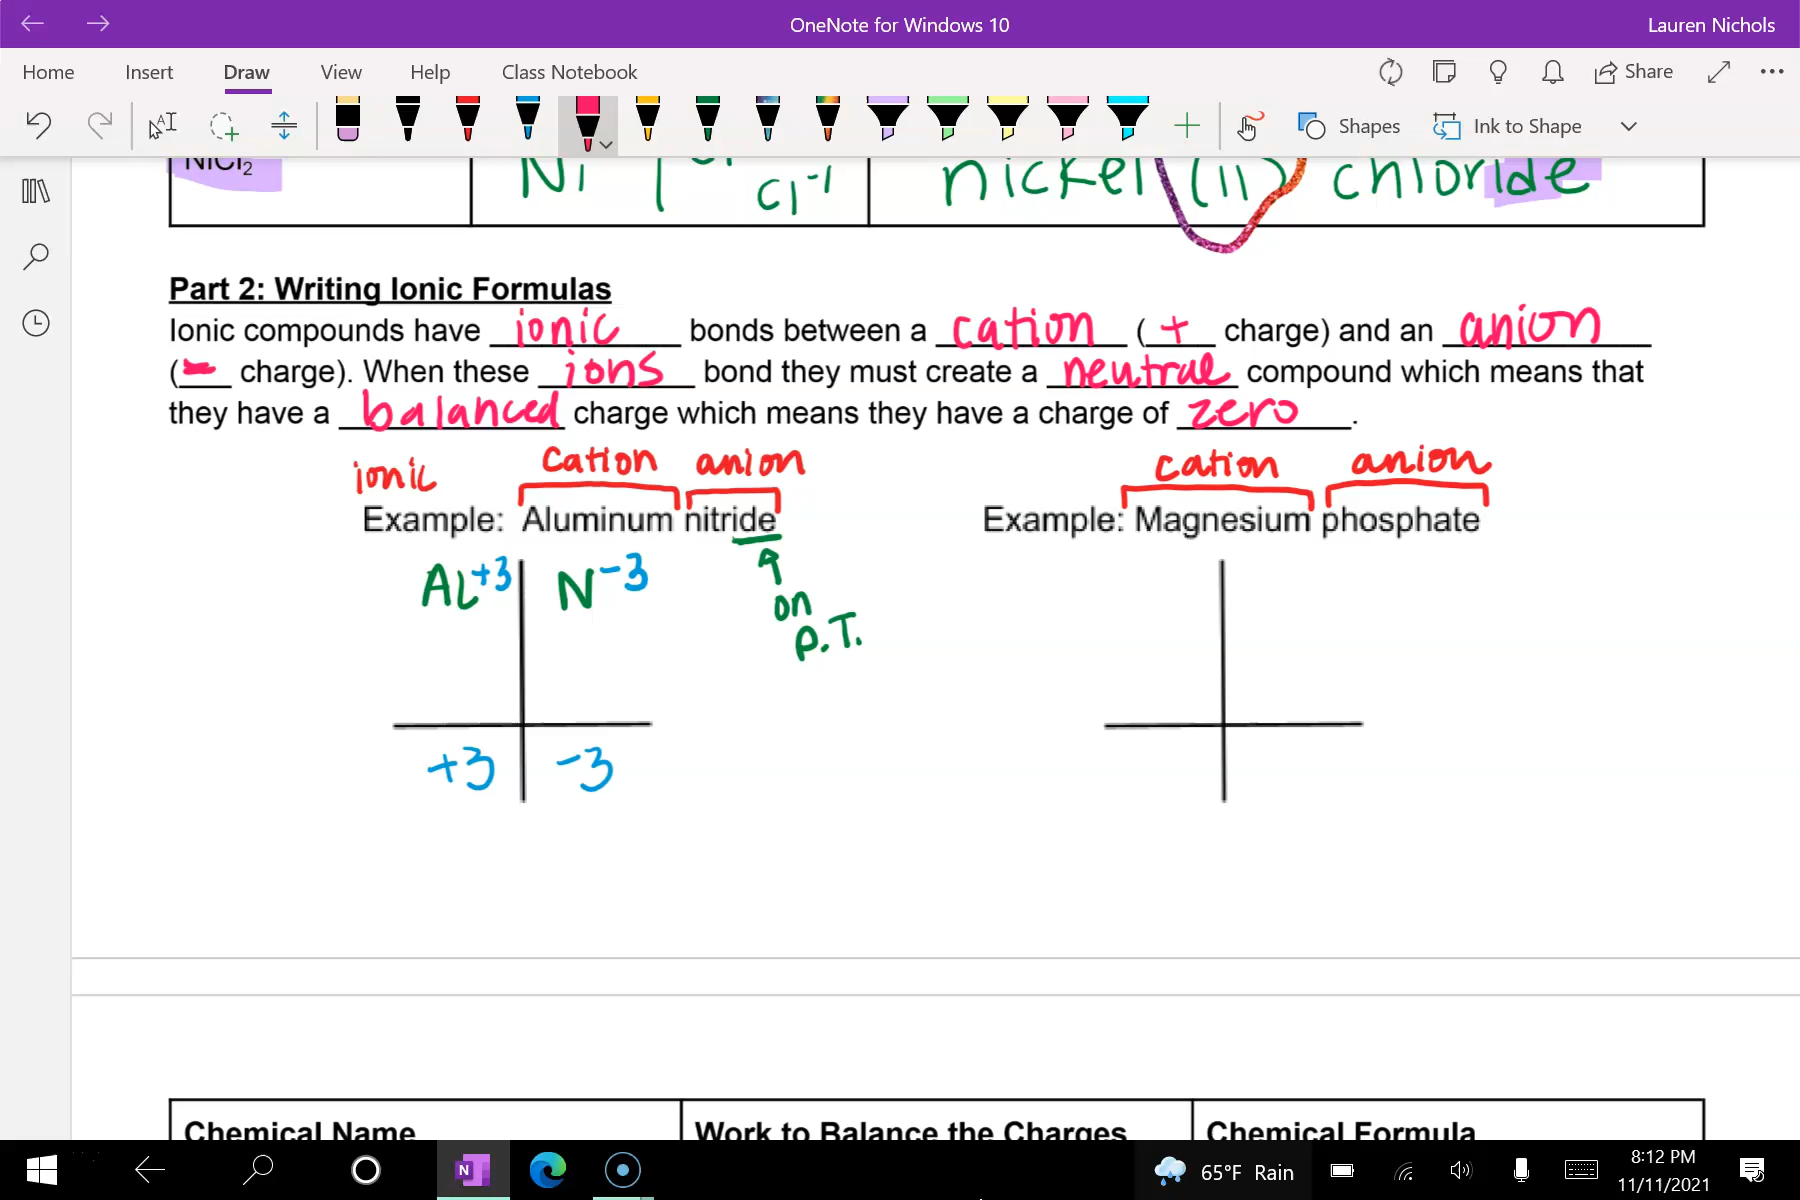 OneNote for Windows 10
Lauren Nichols
Home Insert Draw View Help Class Notebook
Share
Shapes Ink to Shape
NiCl2
Ni Cl-1 nickel (II) chloride
Part 2: Writing Ionic Formulas
Ionic compounds have ionic bonds between a cation (+ charge) and an anion
(- charge). When these ions bond they must create a neutral compound which means that
they have a balanced charge which means they have a charge of zero.
ionic cation anion
cation anion
Example: Aluminum nitride
Example: Magnesium phosphate
AL+3 N-3
on
P.T.
+3 -3
Chemical Name Work to Balance the Charges Chemical Formula
65°F Rain
8:12 PM
11/11/2021